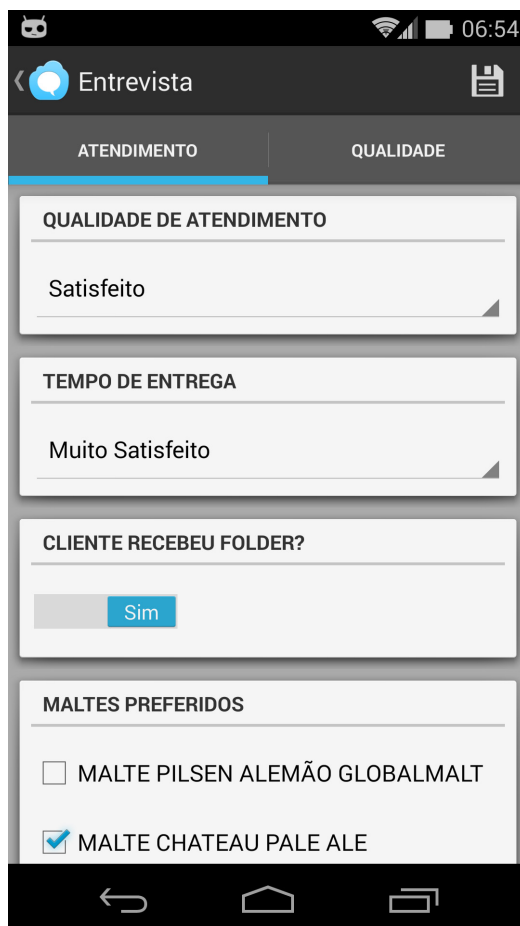 06:54
Entrevista
ATENDIMENTO QUALIDADE
QUALIDADE DE ATENDIMENTO
Satisfeito
TEMPO DE ENTREGA
Muito Satisfeito
CLIENTE RECEBEU FOLDER?
Sim
MALTES PREFERIDOS
MALTE PILSEN ALEMÃO GLOBALMALT
MALTE CHATEAU PALE ALE